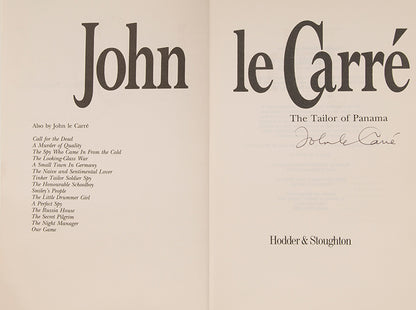 John le Carré
Also by John le Carré
Call for the Dead
A Murder of Quality
The Spy Who Came In From the Cold
The Looking-Glass War
A Small Town in Germany
The Naive and Sentimental Lover
Tinker Tailor Soldier Spy
The Honourable Schoolboy
Smiley's People
The Little Drummer Girl
A Perfect Spy
The Russia House
The Secret Pilgrim
The Night Manager
Our Game
The Tailor of Panama
John le Carré
Hodder & Stoughton